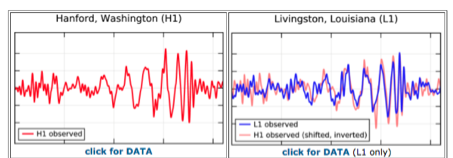 Hanford, Washington (H1)
H1 observed
click for DATA
Livingston, Louisiana (L1)
L1 observed
H1 observed (shifted, inverted)
click for DATA (L1 only)